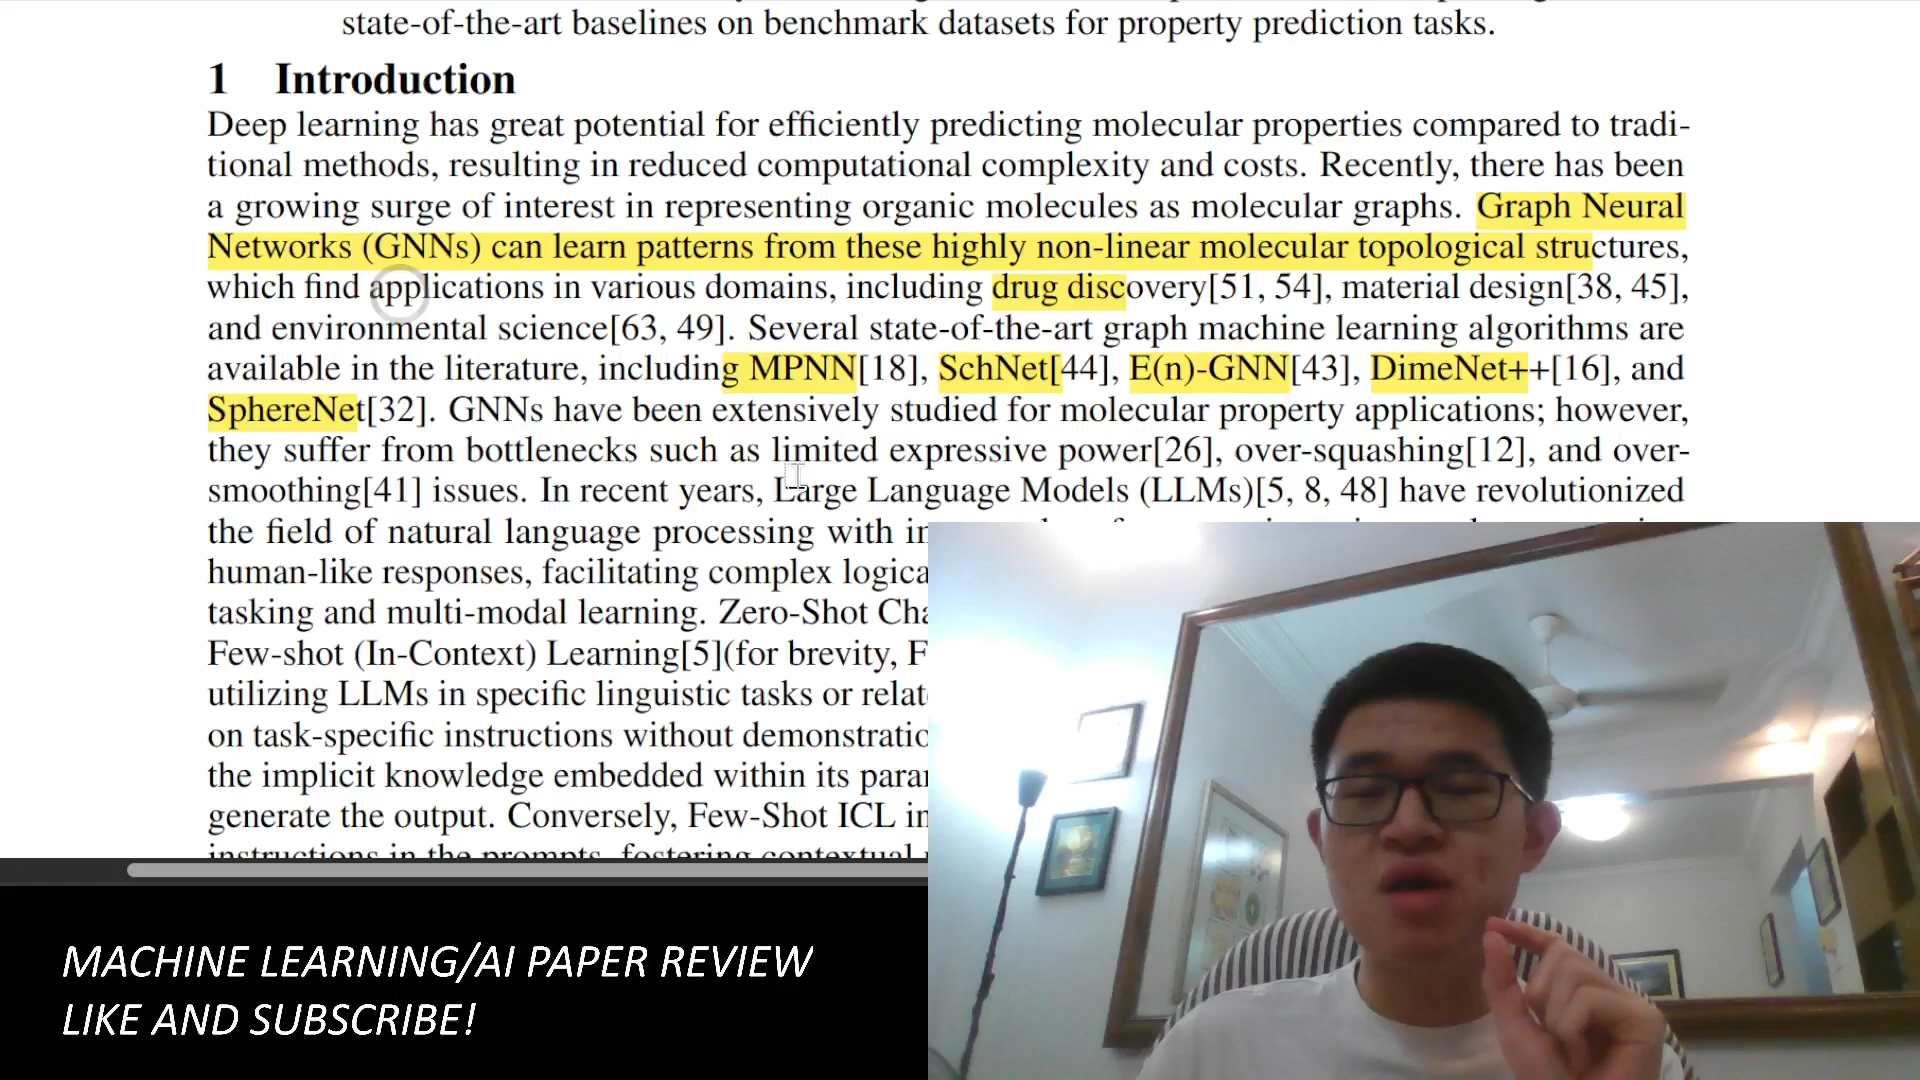 state-of-the-art baselines on benchmark datasets for property prediction tasks.
1 Introduction
Deep learning has great potential for efficiently predicting molecular properties compared to tradi-
tional methods, resulting in reduced computational complexity and costs. Recently, there has been
a growing surge of interest in representing organic molecules as molecular graphs. Graph Neural
Networks (GNNs) can learn patterns from these highly non-linear molecular topological structures,
which find applications in various domains, including drug discovery[51, 54], material design[38, 45],
and environmental science[63, 49]. Several state-of-the-art graph machine learning algorithms are
available in the literature, including MPNN[18], SchNet[44], E(n)-GNN[43], DimeNet++[16], and
SphereNet[32]. GNNs have been extensively studied for molecular property applications; however,
they suffer from bottlenecks such as limited expressive power[26], over-squashing[12], and over-
smoothing[41] issues. In recent years, Large Language Models (LLMs)[5, 8, 48] have revolutionized
the field of natural language processing with
human-like responses, facilitating complex
tasking and multi-modal learning. Zero-Shot
Few-shot (In-Context) Learning[5](for brevity,
utilizing LLMs in specific linguistic tasks or
on task-specific instructions without
the implicit knowledge embedded within its
generate the output. Conversely, Few-Shot ICL
instructions in the prompts, fostering contextual
MACHINE LEARNING/AI PAPER REVIEW
LIKE AND SUBSCRIBE!